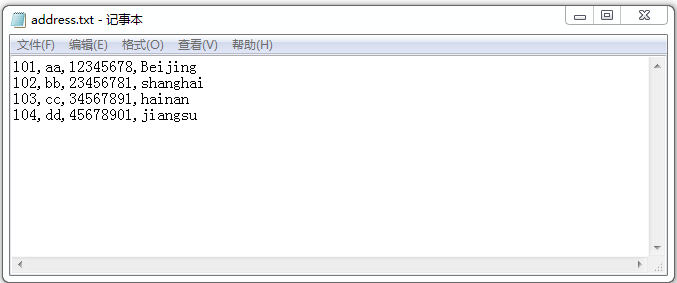 address.txt - 记事本
文件(F) 编辑(E) 格式(O) 查看(V) 帮助(H)
101,aa,12345678,Beijing
102,bb,23456781,shanghai
103,cc,34567891,hainan
104,dd,45678901,jiangsu